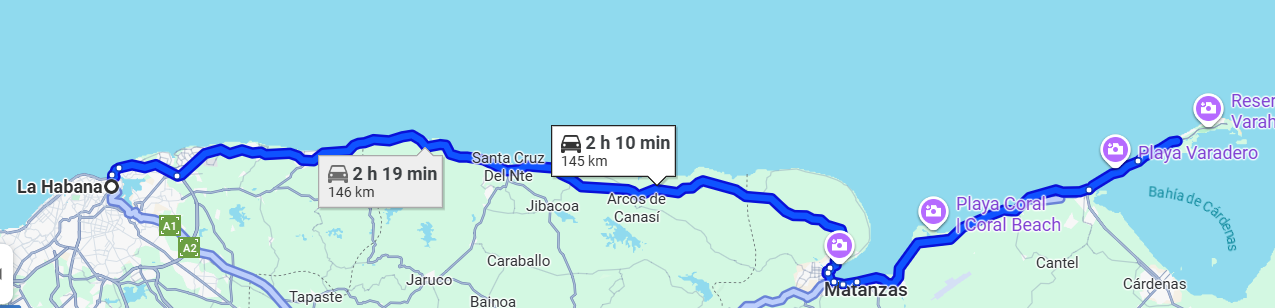 Reser
Varah
Playa Varadero
2 h 10 min
145 km
Santa Cruz
Del Nte
2 h 19 min
146 km
La Habana
Jibacoa
Arcos de
Canasí
Playa Coral
| Coral Beach
Bahía de Cárdenas
A1
A2
Caraballo
Cantel
Jaruco
Cárdenas
Matanzas
Tapaste
Bainoa